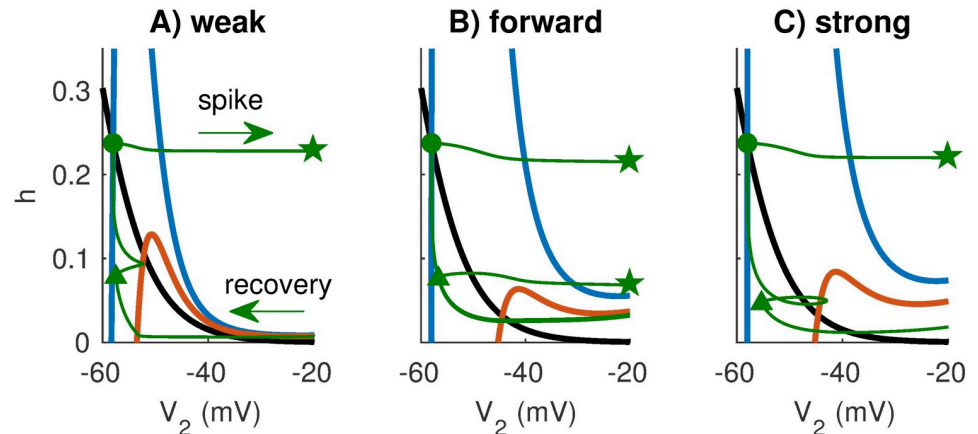 A) weak
B) forward
C) strong
0.3
0.2
0.1
0
h
spike
recovery
-60
-40
-20
-60
-40
-20
-60
-40
-20
V2 (mV)
V2 (mV)
V2 (mV)